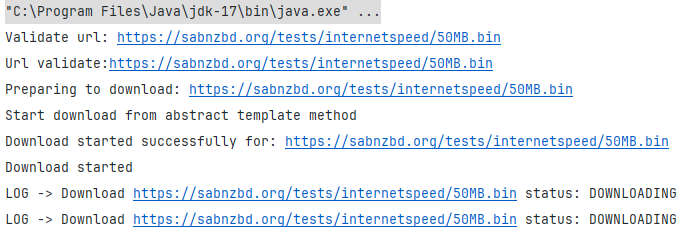 "C:\Program Files\Java\jdk-17\bin\java.exe" ...
Validate url: https://sabnzbd.org/tests/internetspeed/50MB.bin
Url validate:https://sabnzbd.org/tests/internetspeed/50MB.bin
Preparing to download: https://sabnzbd.org/tests/internetspeed/50MB.bin
Start download from abstract template method
Download started successfully for: https://sabnzbd.org/tests/internetspeed/50MB.bin
Download started
LOG -> Download https://sabnzbd.org/tests/internetspeed/50MB.bin status: DOWNLOADING
LOG -> Download https://sabnzbd.org/tests/internetspeed/50MB.bin status: DOWNLOADING